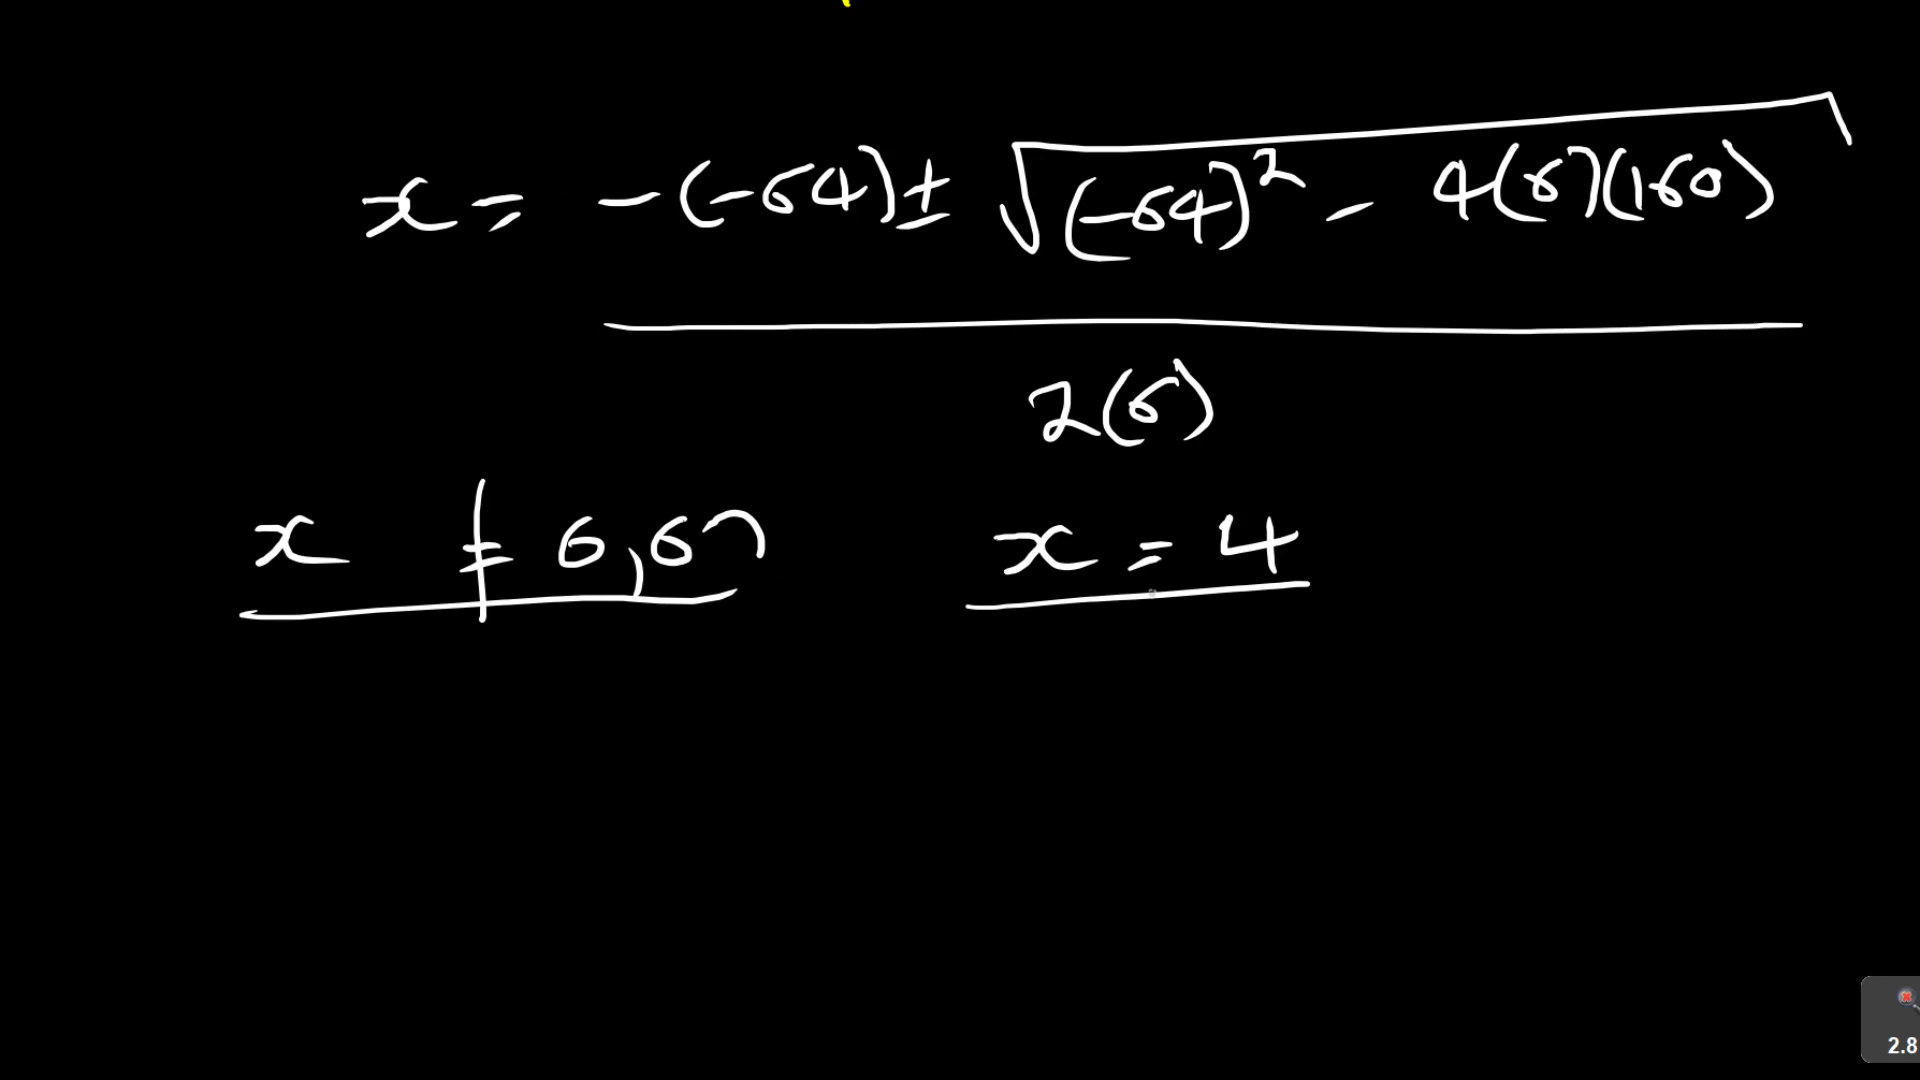 x = -(-64) ± √(-64)² - 4(6)(160)
2(6)
x ≠ 6,67 x = 4
2.8